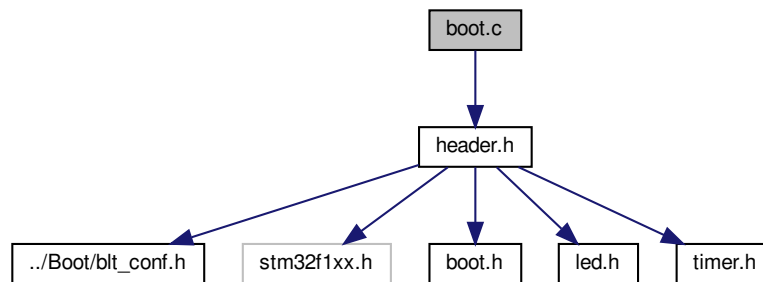 boot.c
header.h
../Boot/blt_conf.h
stm32f1xx.h
boot.h
led.h
timer.h